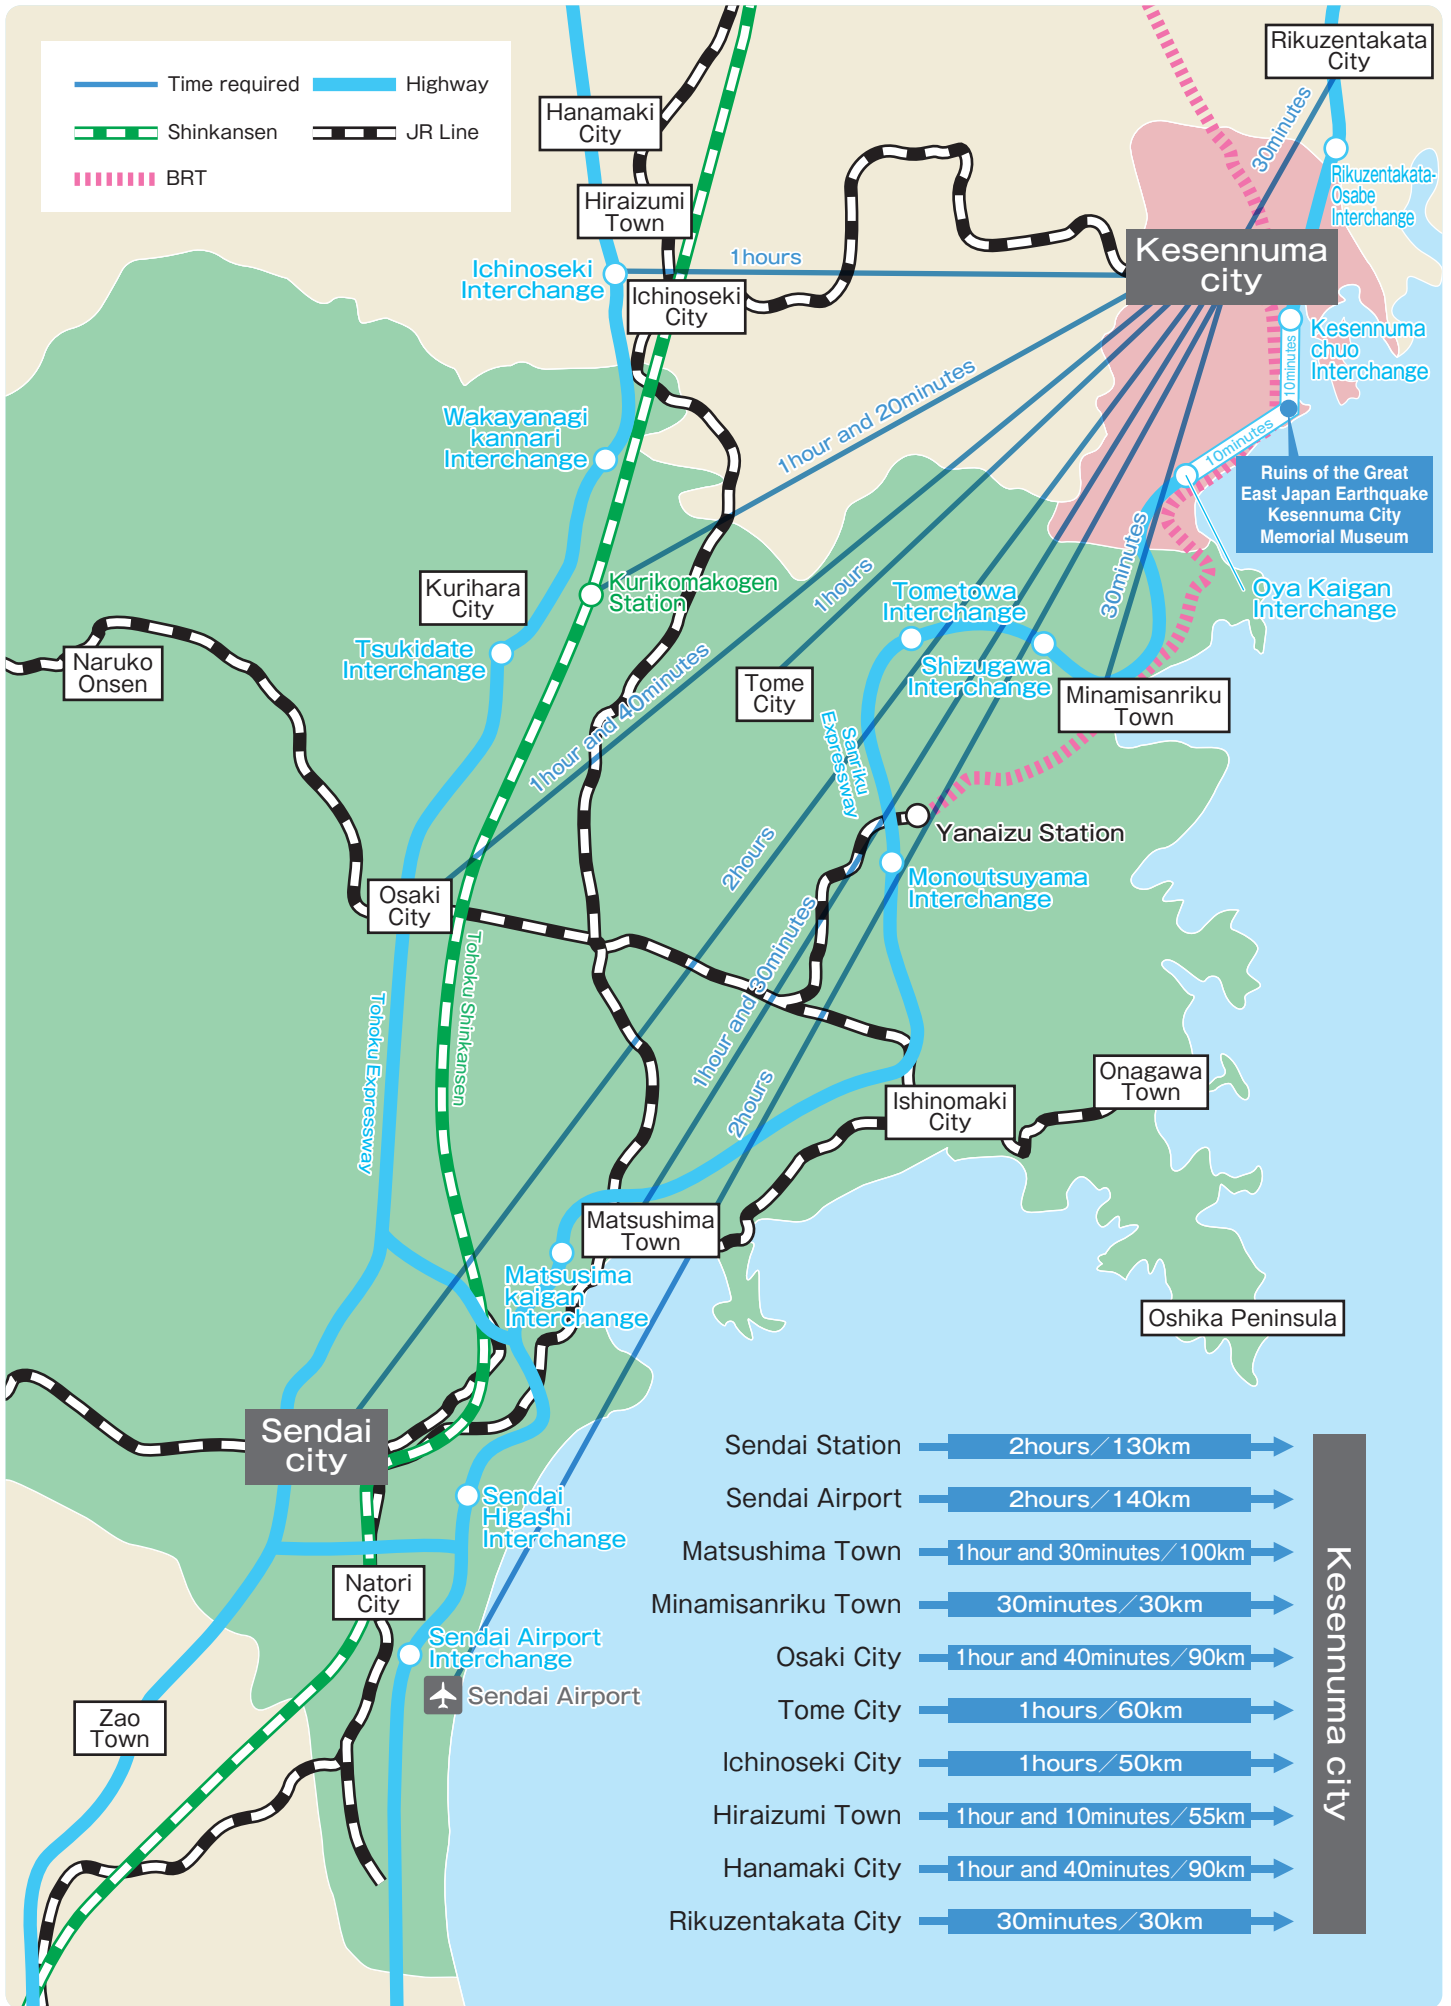 Time required
Highway
Shinkansen
JR Line
BRT
Rikuzentakata
City
Hanamaki
City
30minutes
Rikuzentakata-
Osabe
Interchange
Hiraizumi
Town
Kesennuma
city
1hours
Ichinoseki
Interchange
Ichinoseki
City
Kesennuma
chuo
Interchange
10minutes
1hour and 20minutes
Wakayanagi
kannari
Interchange
10minutes
Ruins of the Great
East Japan Earthquake
Kesennuma City
Memorial Museum
30minutes
Kurihara
City
Kurikomakogen
Station
1hours
Tometowa
Interchange
Oya Kaigan
Interchange
Naruko
Onsen
Tsukidate
Interchange
1hour and 40minutes
Tome
City
Shizugawa
Interchange
Minamisanriku
Town
Sanriku
Expressway
Yanaizu Station
2hours
Monoutsuyama
Interchange
Osaki
City
Tohoku Shinkansen
1hour and 30minutes
Tohoku Expressway
2hours
Onagawa
Town
Ishinomaki
City
Matsushima
Town
Matsusima
kaigan
Interchange
Oshika Peninsula
Sendai
city
Sendai
Higashi
Interchange
Natori
City
Sendai Airport
Interchange
Sendai Airport
Zao
Town
Sendai Station 2hours／130km
Sendai Airport 2hours／140km
Matsushima Town 1hour and 30minutes／100km
Minamisanriku Town 30minutes／30km
Osaki City 1hour and 40minutes／90km
Tome City 1hours／60km
Ichinoseki City 1hours／50km
Hiraizumi Town 1hour and 10minutes／55km
Hanamaki City 1hour and 40minutes／90km
Rikuzentakata City 30minutes／30km
Kesennuma city